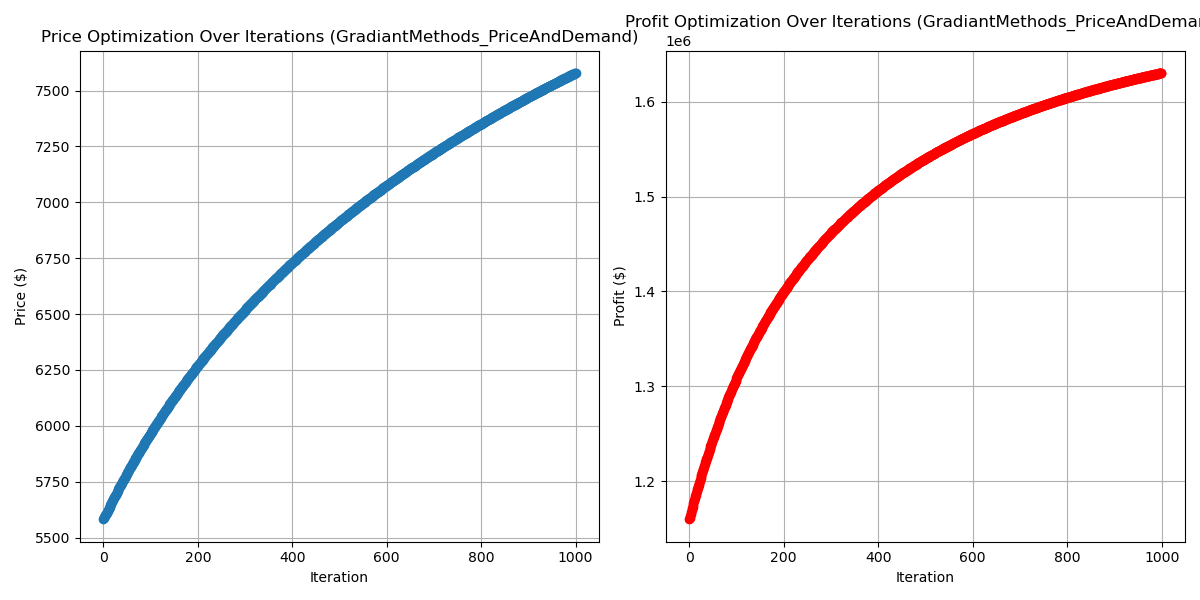 Price Optimization Over Iterations (GradiantMethods_PriceAndDemand)
7500
7250
7000
6750
6500
6250
6000
5750
5500
Price ($)
0 200 400 600 800 1000
Iteration
Profit Optimization Over Iterations (GradiantMethods_PriceAndDemar
1e6
1.6
1.5
1.4
1.3
1.2
Profit ($)
0 200 400 600 800 1000
Iteration